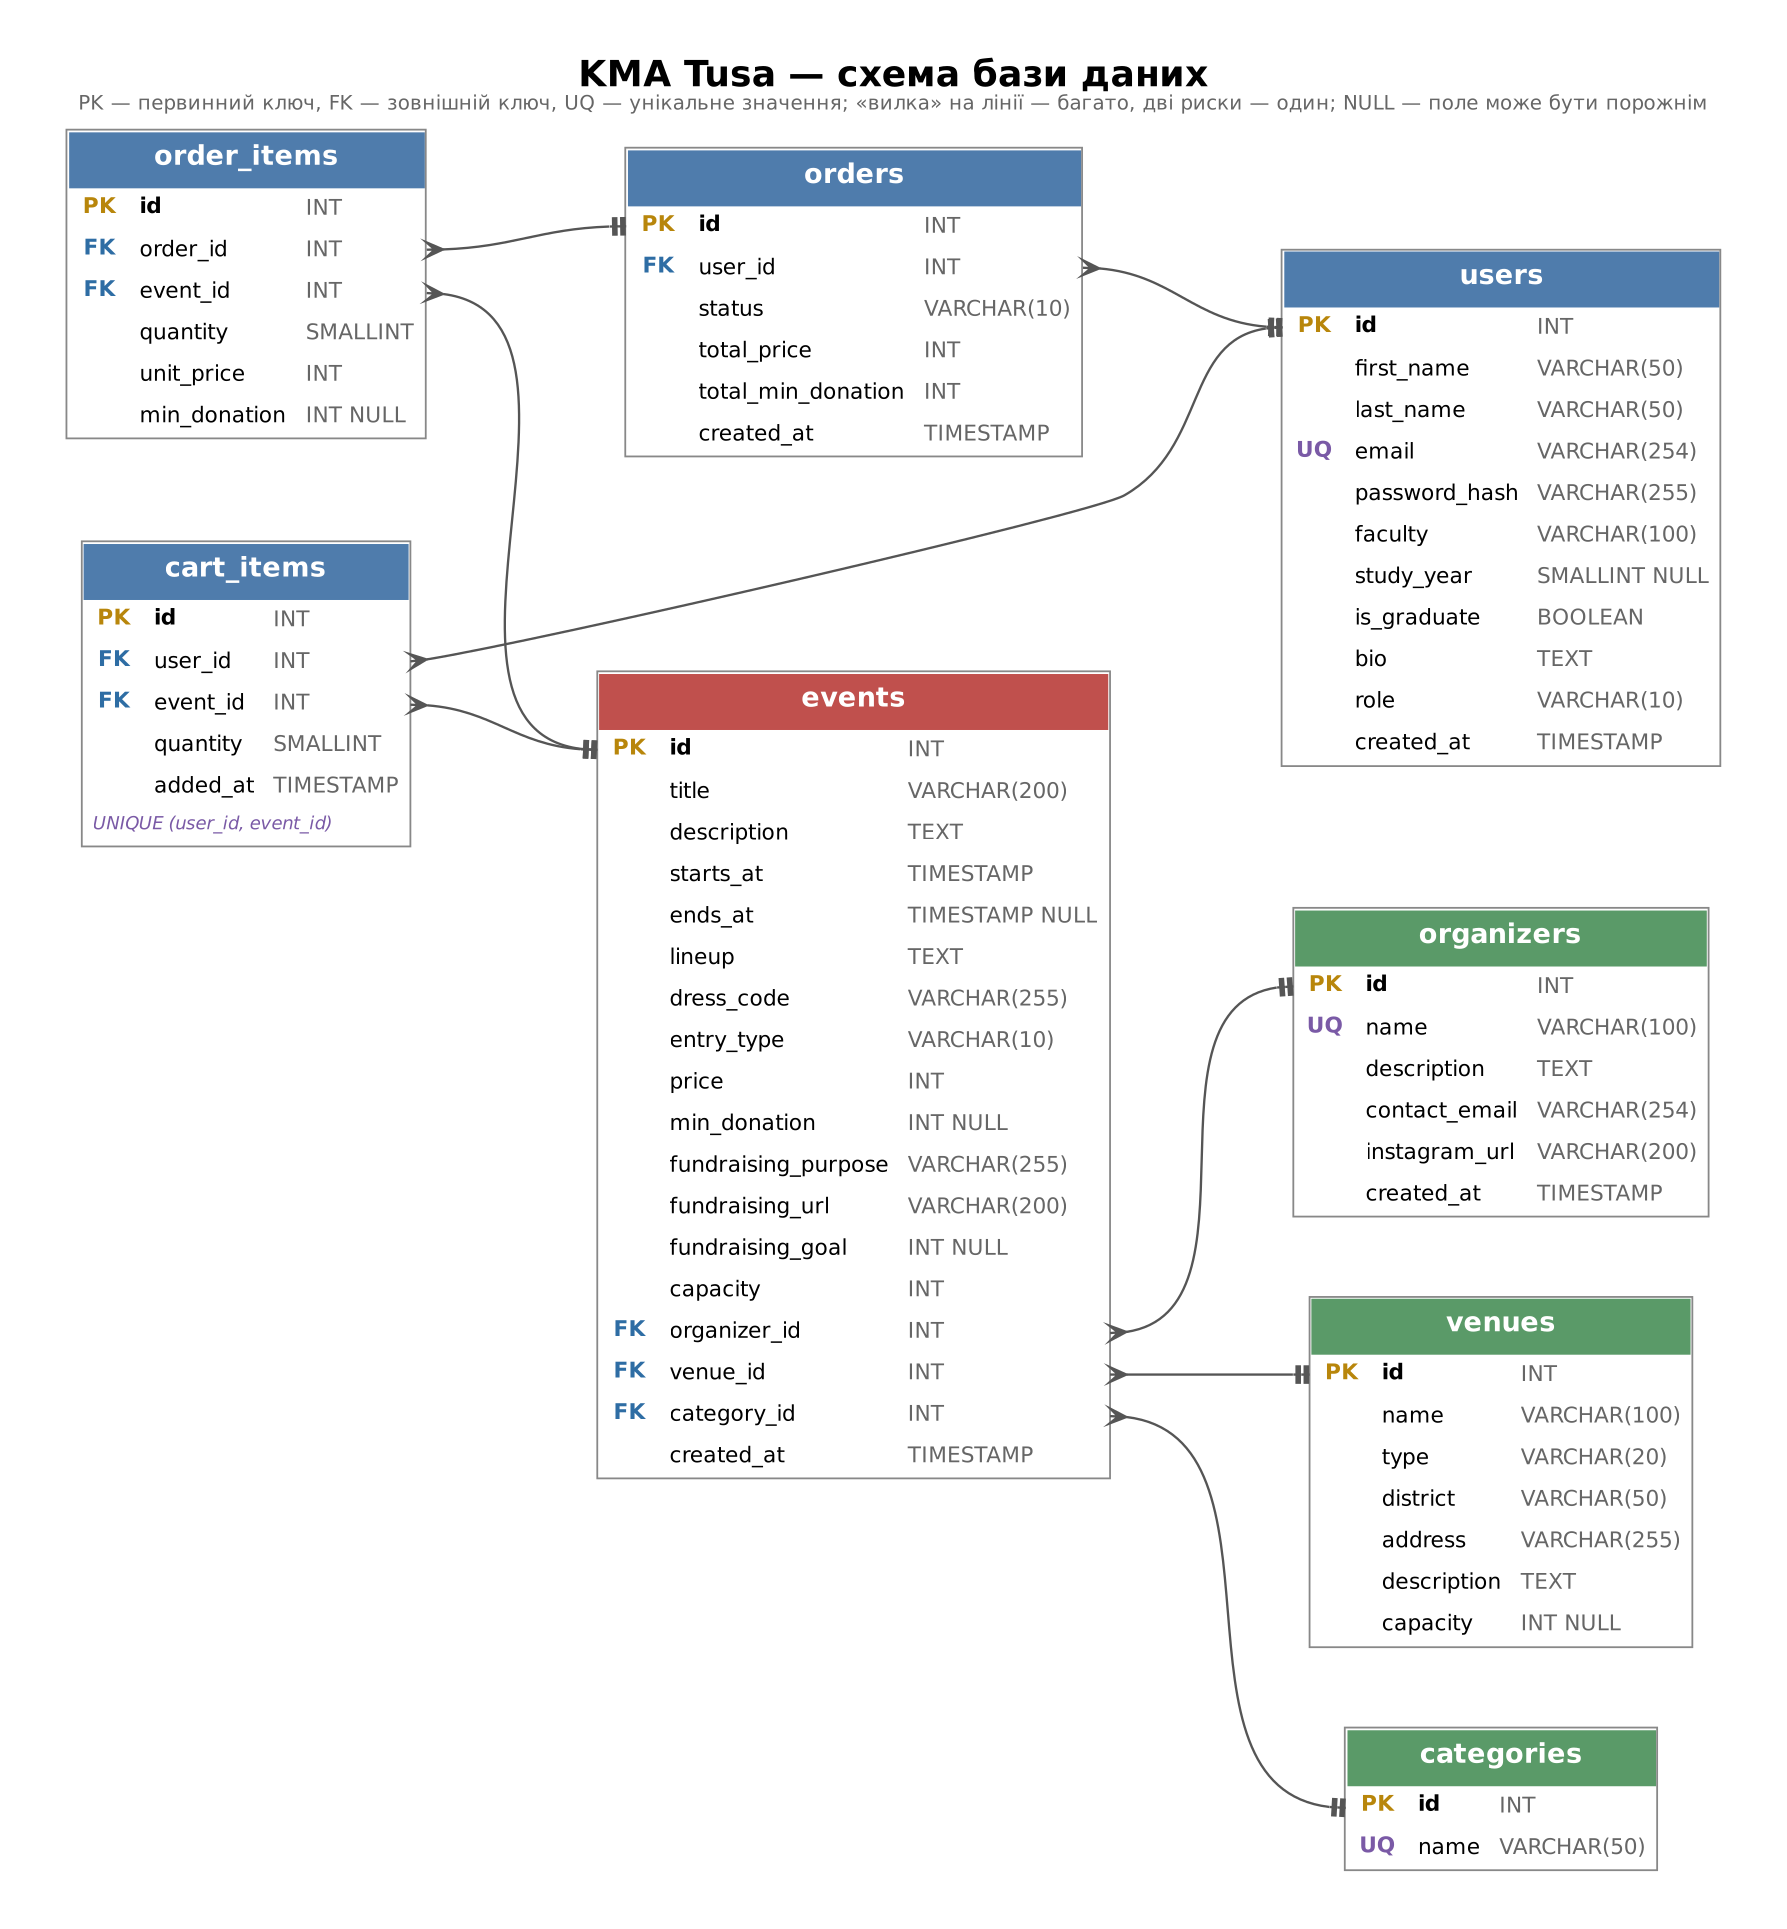 KMA Tusa — схема бази даних
PK — первинний ключ, FK — зовнішній ключ, UQ — унікальне значення; «вилка» на лінії — багато, дві риски — один; NULL — поле може бути порожнім
order_items
PK id INT
FK order_id INT
FK event_id INT
quantity SMALLINT
unit_price INT
min_donation INT NULL
orders
PK id INT
FK user_id INT
status VARCHAR(10)
total_price INT
total_min_donation INT
created_at TIMESTAMP
users
PK id INT
first_name VARCHAR(50)
last_name VARCHAR(50)
UQ email VARCHAR(254)
password_hash VARCHAR(255)
faculty VARCHAR(100)
study_year SMALLINT NULL
is_graduate BOOLEAN
bio TEXT
role VARCHAR(10)
created_at TIMESTAMP
cart_items
PK id INT
FK user_id INT
FK event_id INT
quantity SMALLINT
added_at TIMESTAMP
UNIQUE (user_id, event_id)
events
PK id INT
title VARCHAR(200)
description TEXT
starts_at TIMESTAMP
ends_at TIMESTAMP NULL
lineup TEXT
dress_code VARCHAR(255)
entry_type VARCHAR(10)
price INT
min_donation INT NULL
fundraising_purpose VARCHAR(255)
fundraising_url VARCHAR(200)
fundraising_goal INT NULL
capacity INT
FK organizer_id INT
FK venue_id INT
FK category_id INT
created_at TIMESTAMP
organizers
PK id INT
UQ name VARCHAR(100)
description TEXT
contact_email VARCHAR(254)
instagram_url VARCHAR(200)
created_at TIMESTAMP
venues
PK id INT
name VARCHAR(100)
type VARCHAR(20)
district VARCHAR(50)
address VARCHAR(255)
description TEXT
capacity INT NULL
categories
PK id INT
UQ name VARCHAR(50)